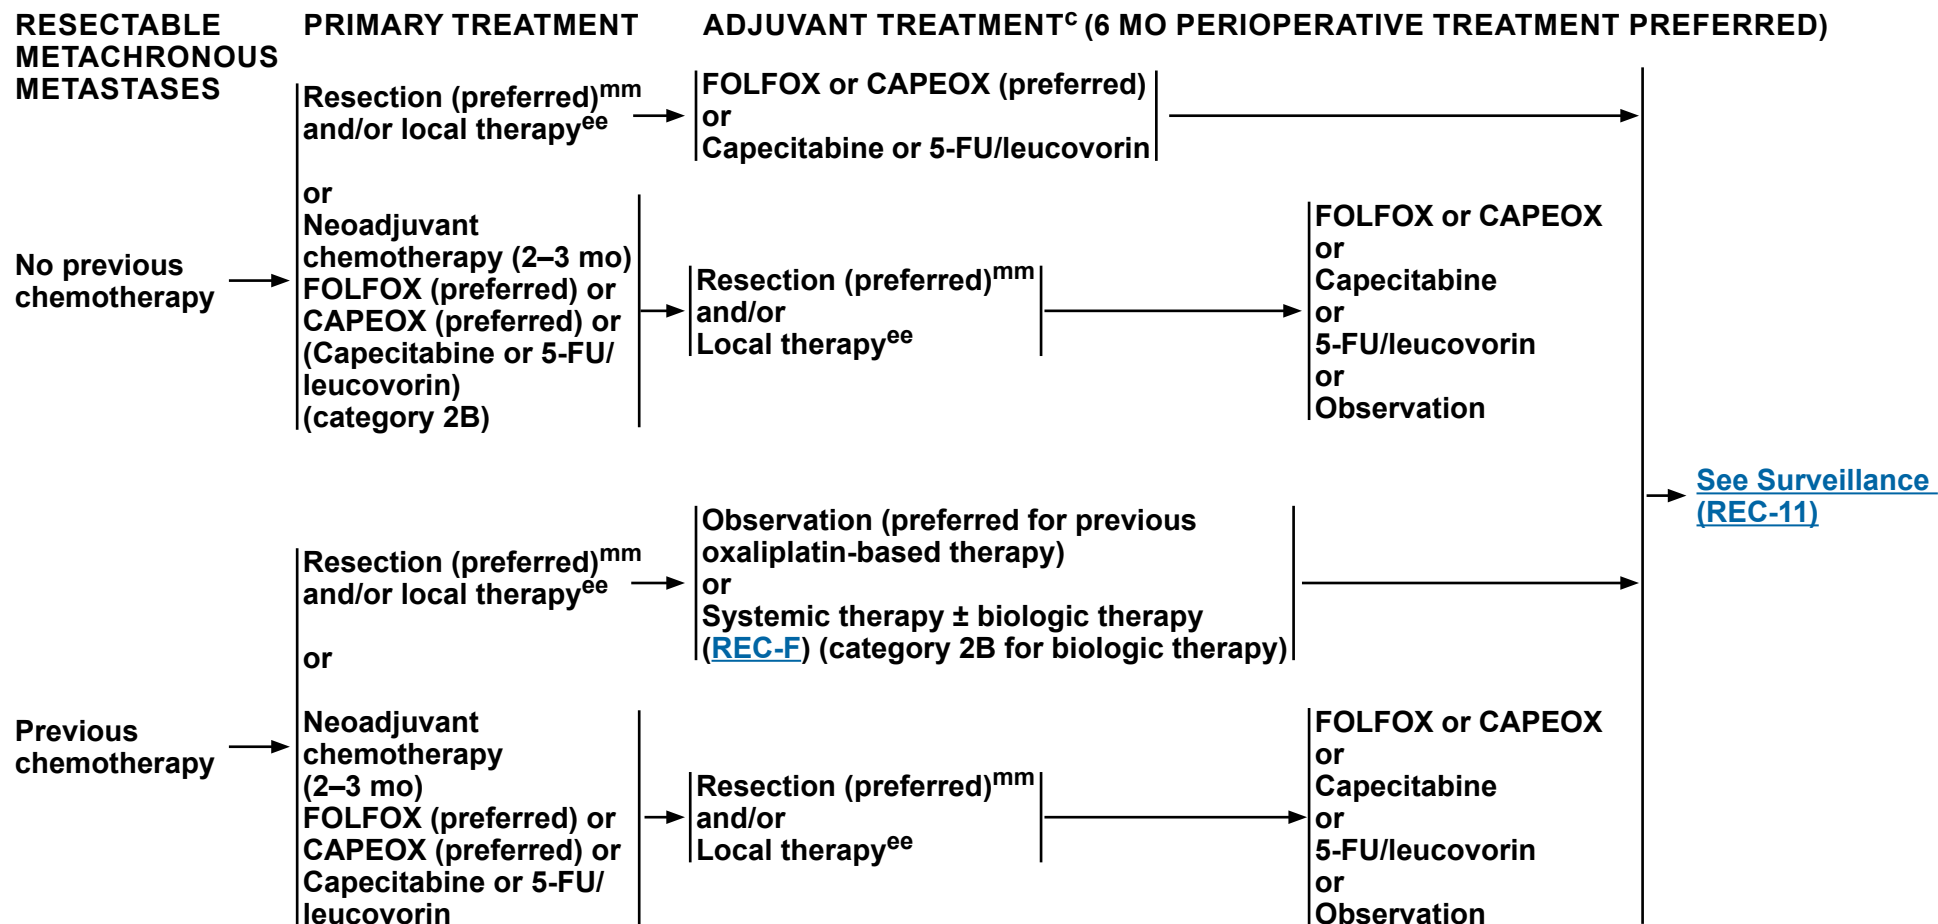 RESECTABLE
METACHRONOUS
METASTASES
PRIMARY TREATMENT
ADJUVANT TREATMENTc (6 MO PERIOPERATIVE TREATMENT PREFERRED)
No previous
chemotherapy
Resection (preferred)mm
and/or local therapyee
FOLFOX or CAPEOX (preferred)
or
Capecitabine or 5-FU/leucovorin
or
Neoadjuvant
chemotherapy (2–3 mo)
FOLFOX (preferred) or
CAPEOX (preferred) or
(Capecitabine or 5-FU/
leucovorin)
(category 2B)
Resection (preferred)mm
and/or
Local therapyee
FOLFOX or CAPEOX
or
Capecitabine
or
5-FU/leucovorin
or
Observation
Previous
chemotherapy
Resection (preferred)mm
and/or local therapyee
Observation (preferred for previous
oxaliplatin-based therapy)
or
Systemic therapy ± biologic therapy
(REC-F) (category 2B for biologic therapy)
or
Neoadjuvant
chemotherapy
(2–3 mo)
FOLFOX (preferred) or
CAPEOX (preferred) or
Capecitabine or 5-FU/
leucovorin
Resection (preferred)mm
and/or
Local therapyee
FOLFOX or CAPEOX
or
Capecitabine
or
5-FU/leucovorin
or
Observation
See Surveillance
(REC-11)